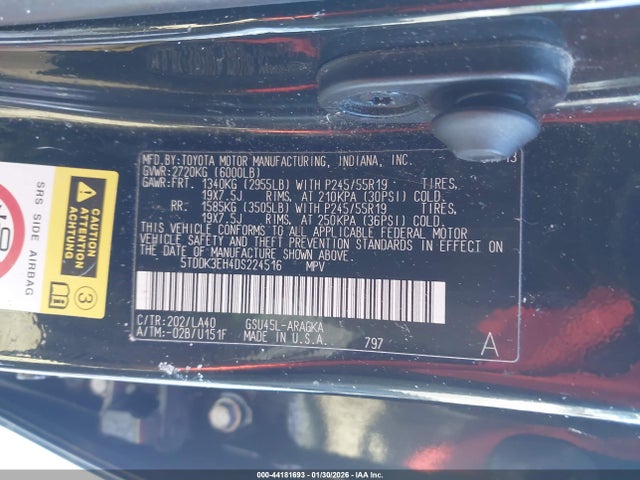 MFD.BY:TOYOTA MOTOR MANUFACTURING, INDIANA, INC. 13
GVWR:2720KG (6000LB)
GAWR:FRT. 1340KG (2955LB) WITH P245/55R19 TIRES.
19X7.5J RIMS. AT 210KPA (30PSI) COLD.
RR. 1585KG (3505LB) WITH P245/55R19 TIRES.
19X7.5J RIMS. AT 250KPA (36PSI) COLD.
THIS VEHICLE CONFORMS TO ALL APPLICABLE FEDERAL MOTOR
VEHICLE SAFETY AND THEFT PREVENTION STANDARDS IN EFFECT ON
THE DATE OF MANUFACTURE SHOWN ABOVE.
5TDDK3EH4DS224516 MPV
C/TR:202/LA40 GSU45L-ARAGKA
A/TM:-02B/U151F MADE IN U.S.A. 797 A
SRS SIDE AIRBAG
3
000-44181693 - 01/30/2026 - IAA Inc.